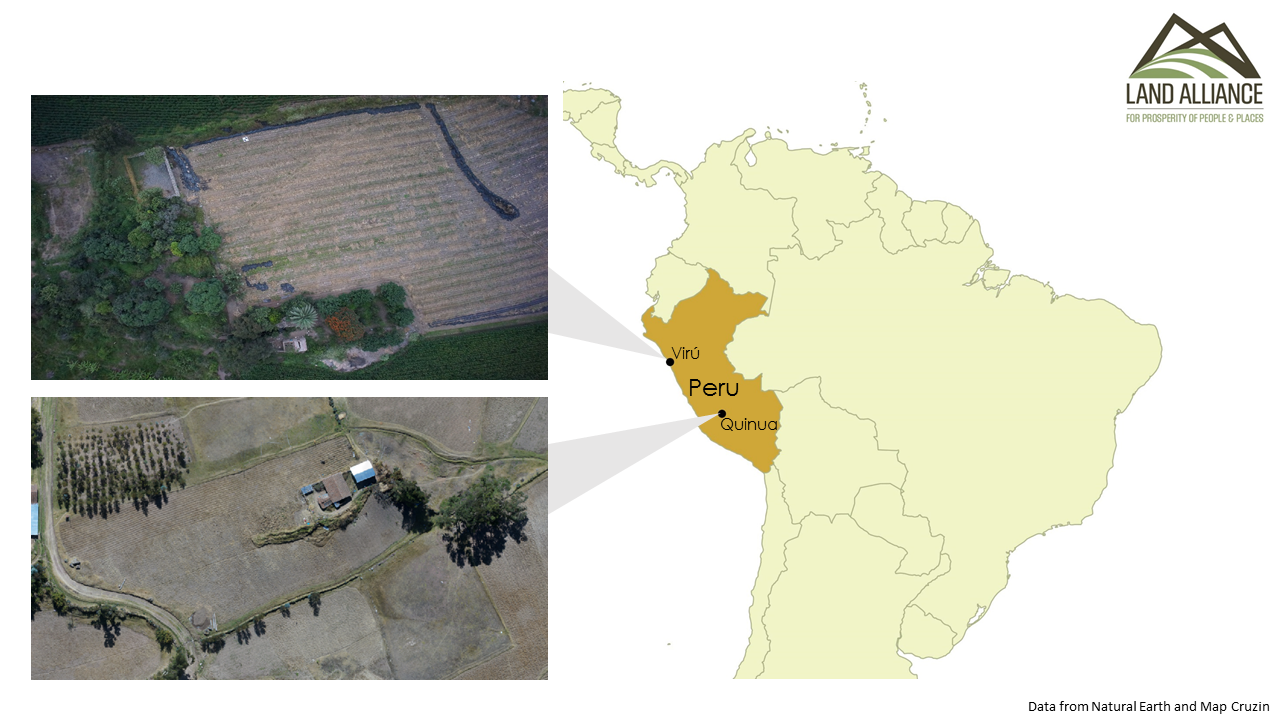 LAND ALLIANCE
FOR PROSPERITY OF PEOPLE & PLACES
Virú
Peru
Quinua
Data from Natural Earth and Map Cruzin